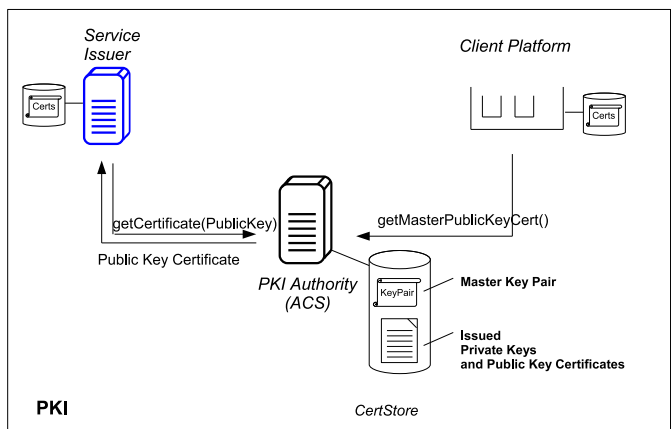 Service
Issuer
Client Platform
Certs
Certs
getCertificate(PublicKey)
getMasterPublicKeyCert()
Public Key Certificate
PKI Authority
(ACS)
KeyPair
Master Key Pair
Issued
Private Keys
and Public Key Certificates
PKI
CertStore